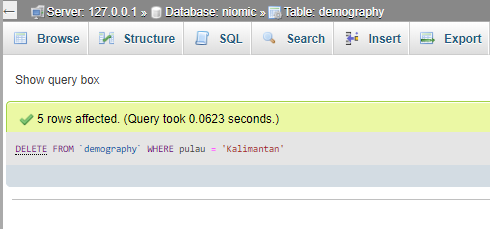 Server: 127.0.0.1 » Database: niomic » Table: demography
Browse Structure SQL Search Insert Export
Show query box
5 rows affected. (Query took 0.0623 seconds.)
DELETE FROM `demography` WHERE pulau = 'Kalimantan'